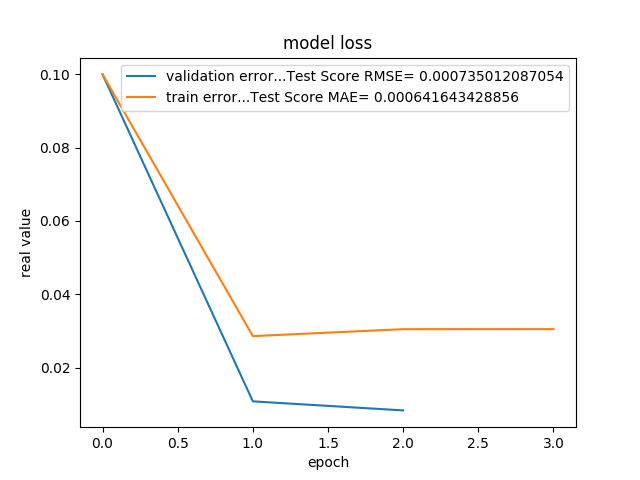 model loss
validation error...Test Score RMSE= 0.000735012087054
train error...Test Score MAE= 0.000641643428856
0.10
0.08
0.06
0.04
0.02
real value
0.0 0.5 1.0 1.5 2.0 2.5 3.0
epoch